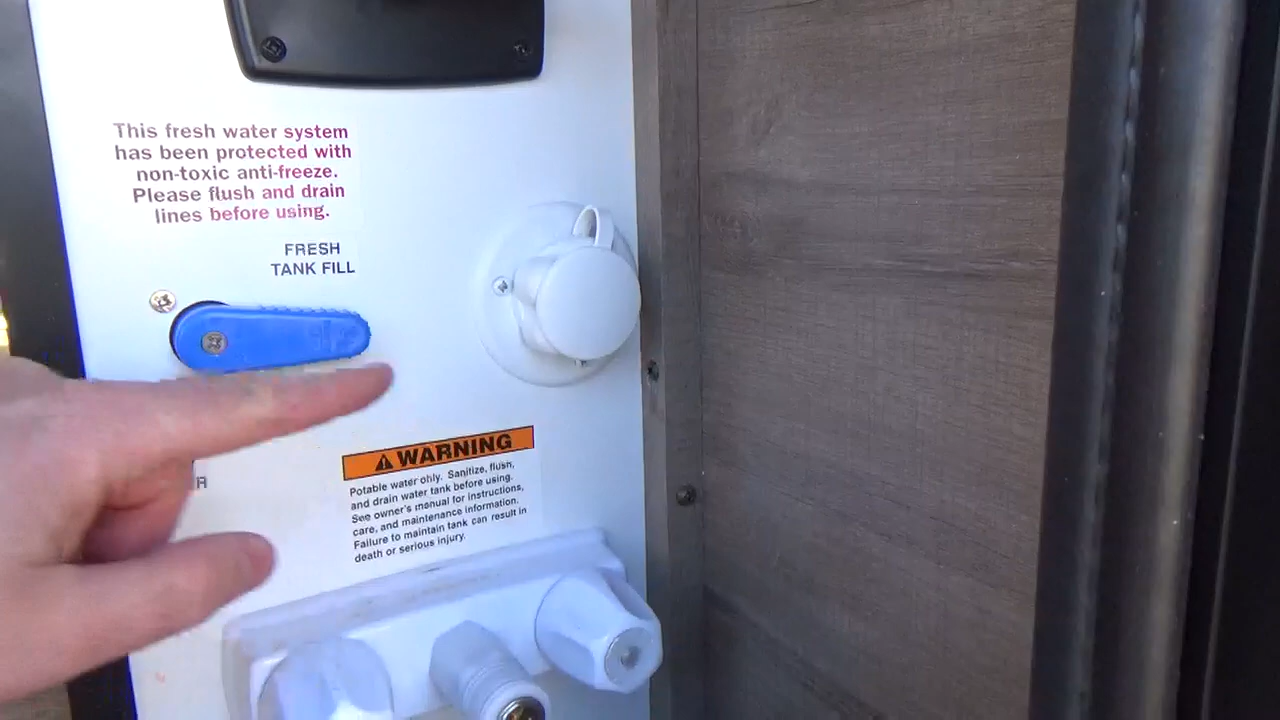 This fresh water system
has been protected with
non-toxic anti-freeze.
Please flush and drain
lines before using.
FRESH
TANK FILL
R
WARNING
Potable water only. Sanitize, flush,
and drain water tank before using.
See owner's manual for instructions,
care, and maintenance information.
Failure to maintain tank can result in
death or serious injury.